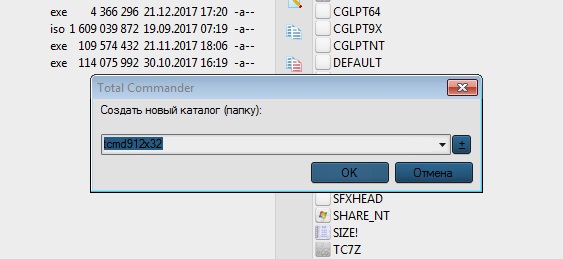 exe 4 366 296 21.12.2017 17:20 -a--
iso 1 609 039 872 19.09.2017 07:19 -a--
exe 109 574 432 21.11.2017 18:06 -a--
exe 114 075 992 30.10.2017 16:19 -a--
CGLPT64
CGLPT9X
CGLPTNT
DEFAULT
Total Commander
Создать новый каталог (папку):
tcmd912x32
±
OK
Отмена
SFXHEAD
SHARE_NT
SIZE!
TC7Z